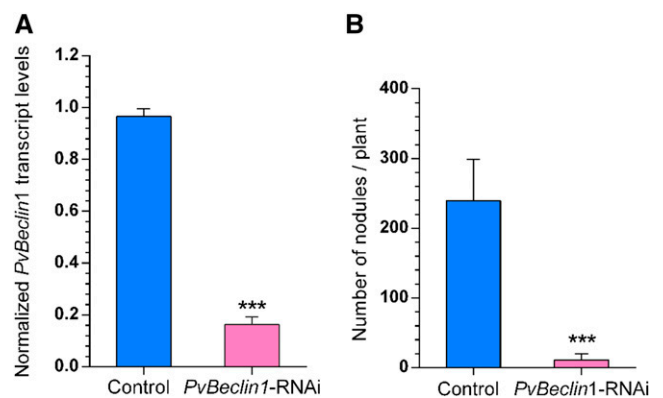 A
Normalized PvBeclin1 transcript levels
1.2
1.0
0.8
0.6
0.4
0.2
0.0
***
Control
PvBeclin1-RNAi
B
Number of nodules / plant
400
300
200
100
0
***
Control
PvBeclin1-RNAi